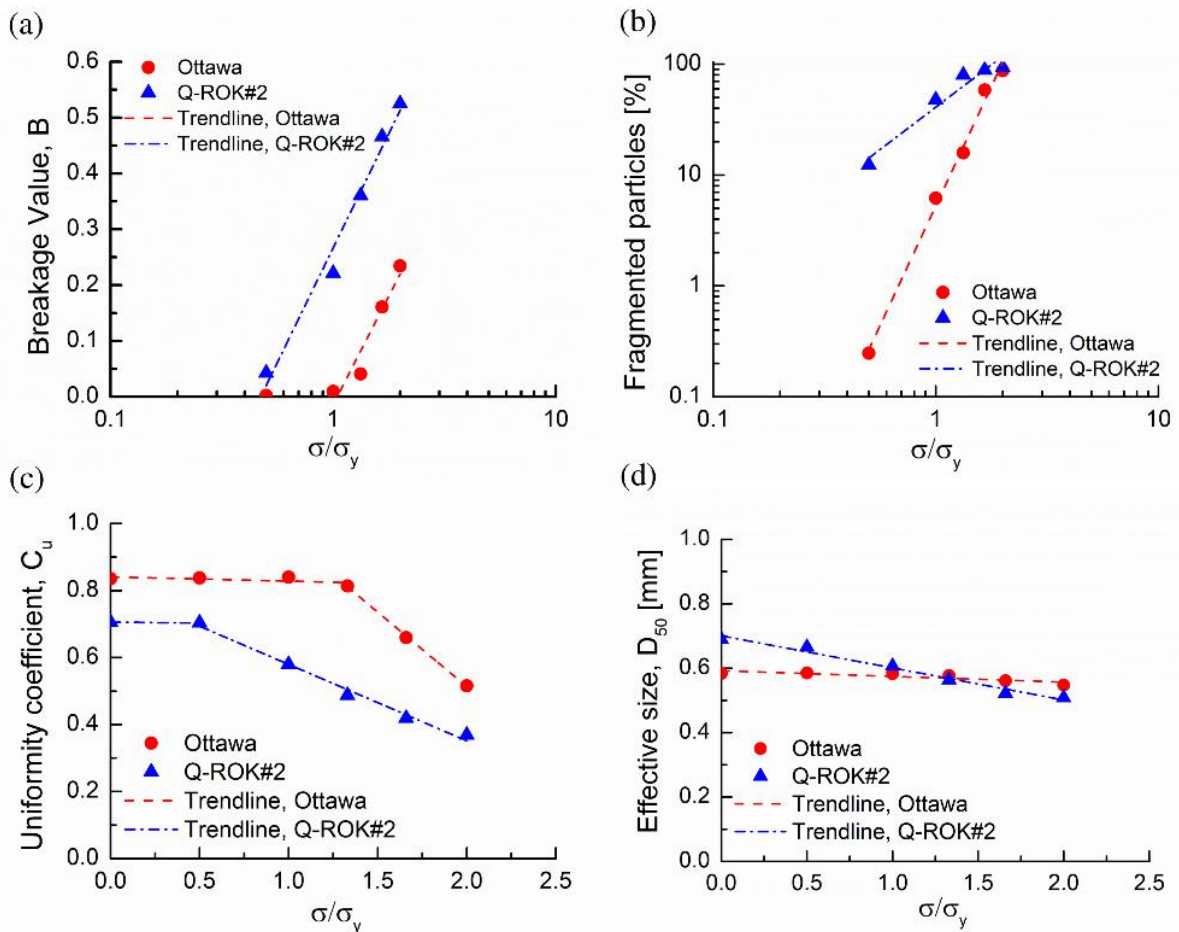 (a)
0.6
0.5
0.4
0.3
0.2
0.1
0.0
Breakage Value, B
Ottawa
Q-ROK#2
Trendline, Ottawa
Trendline, Q-ROK#2
0.1
1
10
σ/σy
(b)
100
10
1
0.1
Fragmented particles [%]
Ottawa
Q-ROK#2
Trendline, Ottawa
Trendline, Q-ROK#2
0.1
1
10
σ/σy
(c)
1.0
0.8
0.6
0.4
0.2
0.0
Uniformity coefficient, Cu
Ottawa
Q-ROK#2
Trendline, Ottawa
Trendline, Q-ROK#2
0.0
0.5
1.0
1.5
2.0
2.5
σ/σy
(d)
1.0
0.8
0.6
0.4
0.2
0.0
Effective size, D50 [mm]
Ottawa
Q-ROK#2
Trendline, Ottawa
Trendline, Q-ROK#2
0.0
0.5
1.0
1.5
2.0
2.5
σ/σy